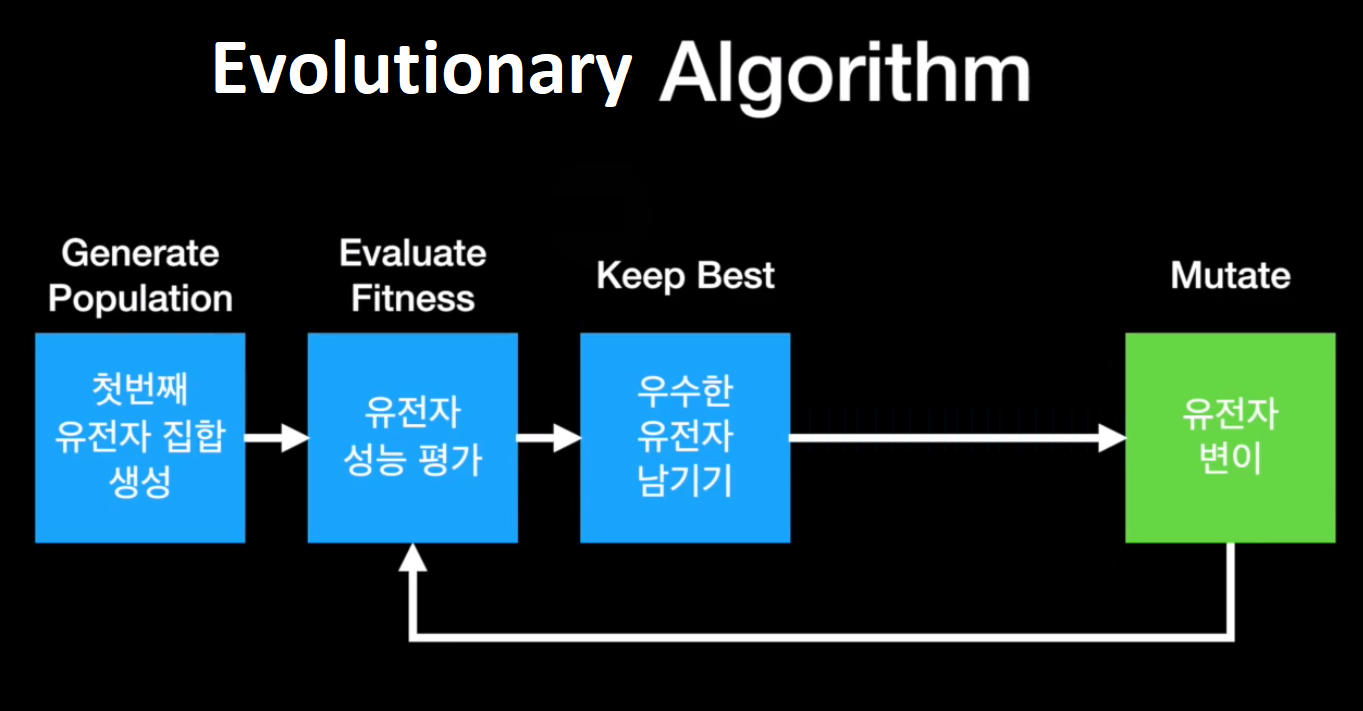 Evolutionary Algorithm
Generate
Population
Evaluate
Fitness
Keep Best
Mutate
첫번째
유전자 집합
생성
유전자
성능 평가
우수한
유전자
남기기
유전자
변이